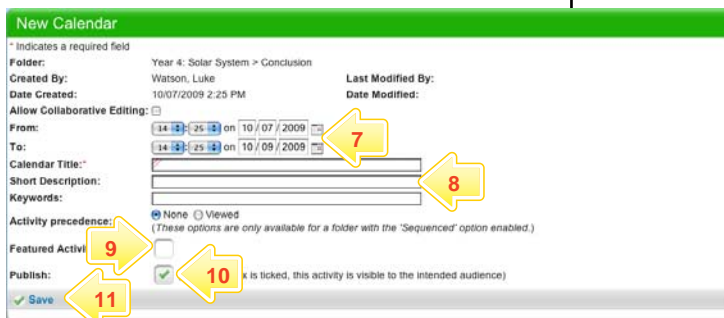 New Calendar
* Indicates a required field
Folder: Year 4: Solar System > Conclusion
Created By: Watson, Luke Last Modified By:
Date Created: 10/07/2009 2:25 PM Date Modified:
Allow Collaborative Editing:
From: 14 : 25 on 10 / 07 / 2009
7
To: 14 : 25 on 10 / 09 / 2009
Calendar Title:*
Short Description:
8
Keywords:
Activity precedence: None Viewed
(These options are only available for a folder with the 'Sequenced' option enabled.)
Featured 9
Publish: 10 is ticked, this activity is visible to the intended audience)
Save 11